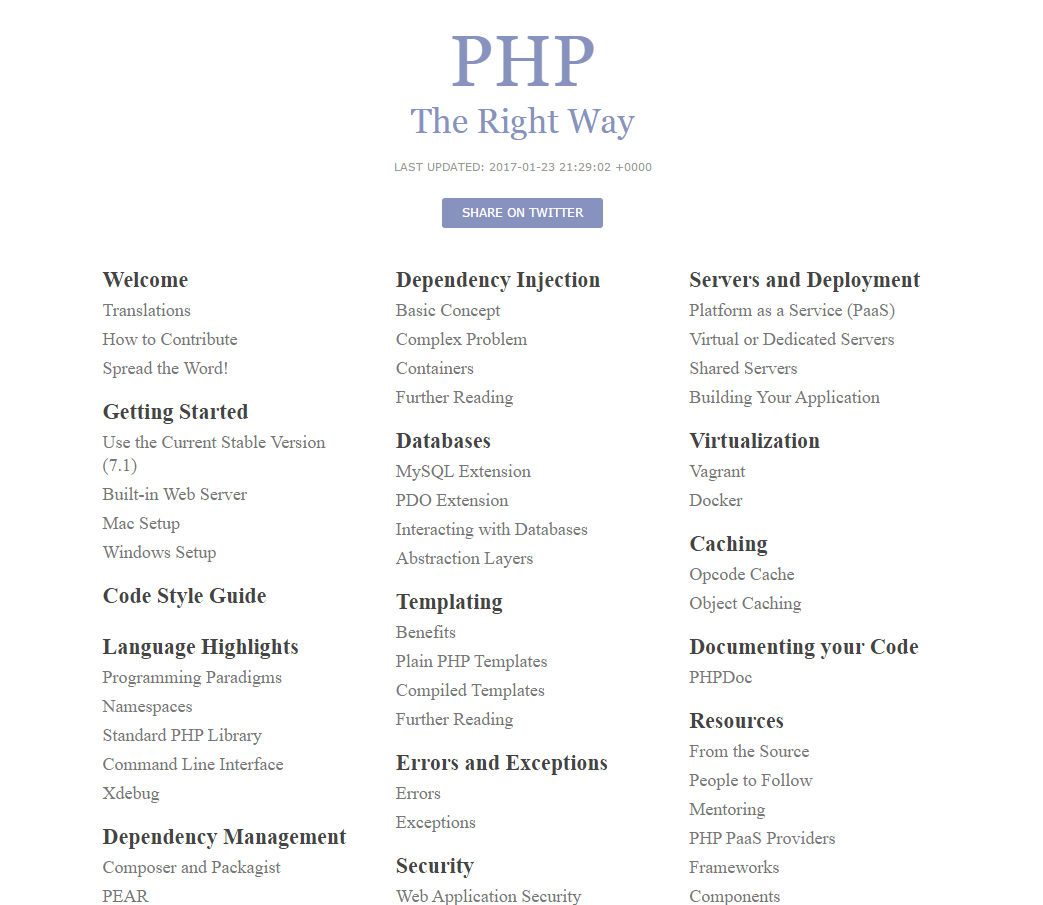 PHP
The Right Way
LAST UPDATED: 2017-01-23 21:29:02 +0000
SHARE ON TWITTER
Welcome
Translations
How to Contribute
Spread the Word!
Getting Started
Use the Current Stable Version
(7.1)
Built-in Web Server
Mac Setup
Windows Setup
Code Style Guide
Language Highlights
Programming Paradigms
Namespaces
Standard PHP Library
Command Line Interface
Xdebug
Dependency Management
Composer and Packagist
PEAR
Dependency Injection
Basic Concept
Complex Problem
Containers
Further Reading
Databases
MySQL Extension
PDO Extension
Interacting with Databases
Abstraction Layers
Templating
Benefits
Plain PHP Templates
Compiled Templates
Further Reading
Errors and Exceptions
Errors
Exceptions
Security
Web Application Security
Servers and Deployment
Platform as a Service (PaaS)
Virtual or Dedicated Servers
Shared Servers
Building Your Application
Virtualization
Vagrant
Docker
Caching
Opcode Cache
Object Caching
Documenting your Code
PHPDoc
Resources
From the Source
People to Follow
Mentoring
PHP PaaS Providers
Frameworks
Components